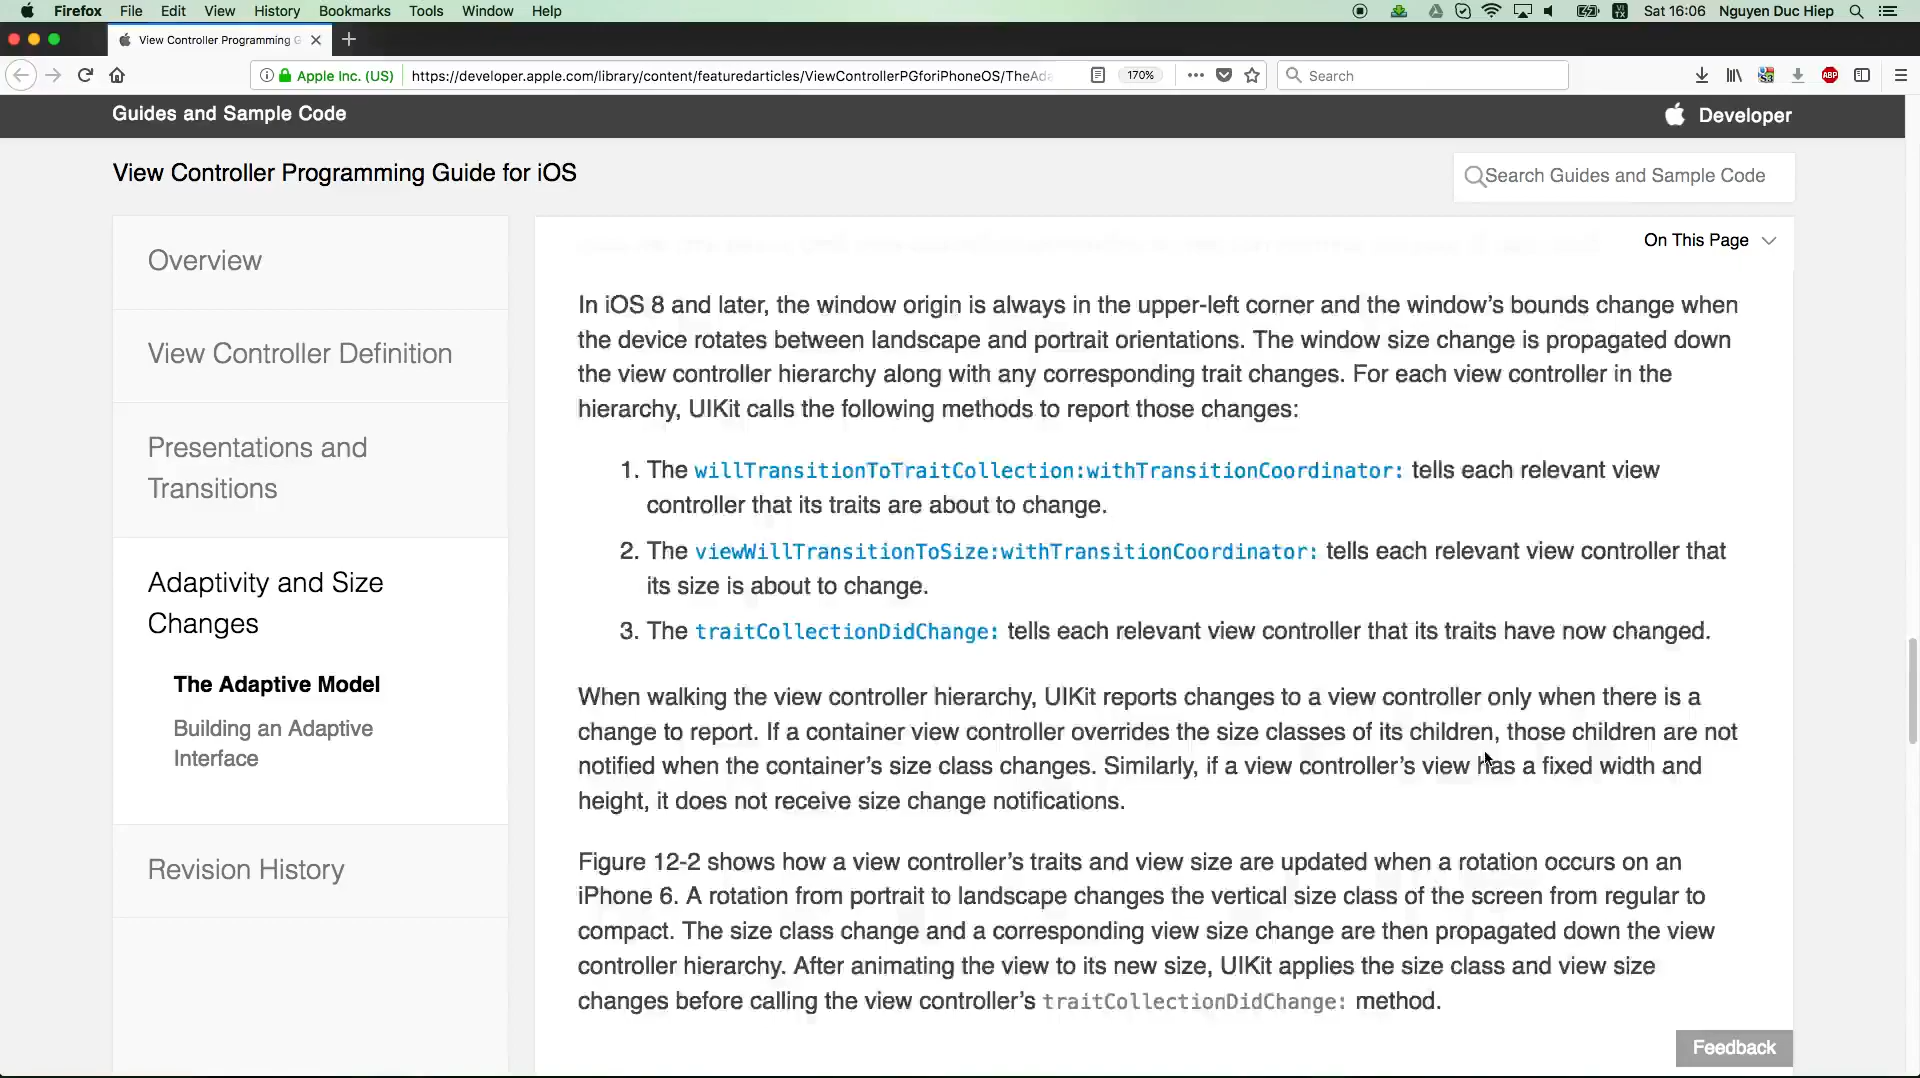 Firefox File Edit View History Bookmarks Tools Window Help Sat 16:06 Nguyen Duc Hiep
View Controller Programming G
Apple Inc. (US) https://developer.apple.com/library/content/featuredarticles/ViewControllerPGforiPhoneOS/TheAda 170% Search
Guides and Sample Code Developer
View Controller Programming Guide for iOS
Search Guides and Sample Code
Overview
View Controller Definition
Presentations and
Transitions
Adaptivity and Size
Changes
The Adaptive Model
Building an Adaptive
Interface
Revision History
On This Page
In iOS 8 and later, the window origin is always in the upper-left corner and the window’s bounds change when
the device rotates between landscape and portrait orientations. The window size change is propagated down
the view controller hierarchy along with any corresponding trait changes. For each view controller in the
hierarchy, UIKit calls the following methods to report those changes:
1. The willTransitionToTraitCollection:withTransitionCoordinator: tells each relevant view
controller that its traits are about to change.
2. The viewWillTransitionToSize:withTransitionCoordinator: tells each relevant view controller that
its size is about to change.
3. The traitCollectionDidChange: tells each relevant view controller that its traits have now changed.
When walking the view controller hierarchy, UIKit reports changes to a view controller only when there is a
change to report. If a container view controller overrides the size classes of its children, those children are not
notified when the container’s size class changes. Similarly, if a view controller’s view has a fixed width and
height, it does not receive size change notifications.
Figure 12-2 shows how a view controller’s traits and view size are updated when a rotation occurs on an
iPhone 6. A rotation from portrait to landscape changes the vertical size class of the screen from regular to
compact. The size class change and a corresponding view size change are then propagated down the view
controller hierarchy. After animating the view to its new size, UIKit applies the size class and view size
changes before calling the view controller’s traitCollectionDidChange: method.
Feedback